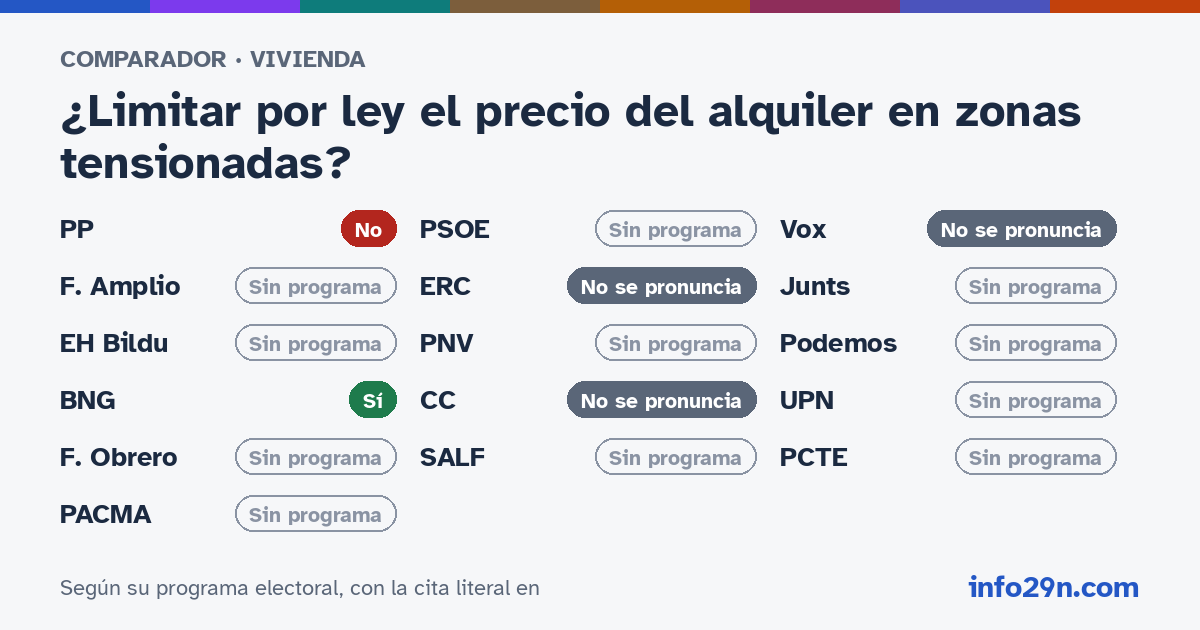 COMPARADOR · VIVIENDA
¿Limitar por ley el precio del alquiler en zonas
tensionadas?
PP No PSOE Sin programa Vox No se pronuncia
F. Amplio Sin programa ERC No se pronuncia Junts Sin programa
EH Bildu Sin programa PNV Sin programa Podemos Sin programa
BNG Sí CC No se pronuncia UPN Sin programa
F. Obrero Sin programa SALF Sin programa PCTE Sin programa
PACMA Sin programa
Según su programa electoral, con la cita literal en info29n.com